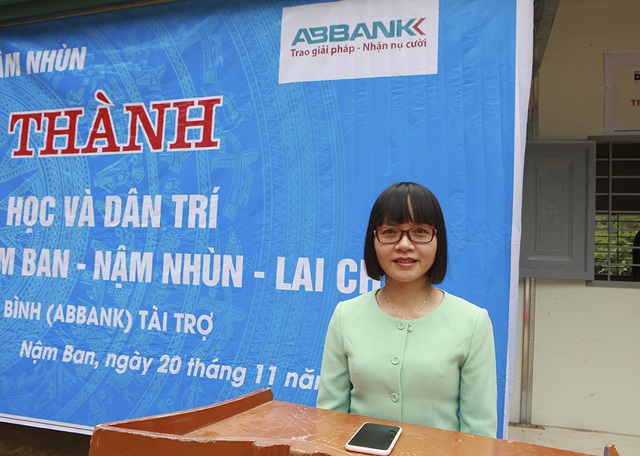 ẬM NHÙN
ABBANK
Trao giải pháp - Nhận nụ cười
THÀNH
HỌC VÀ DÂN TRÍ
M BAN - NẬM NHÙN - LAI CH
BÌNH (ABBANK) TÀI TRỢ
Nậm Ban, ngày 20 tháng 11 năm